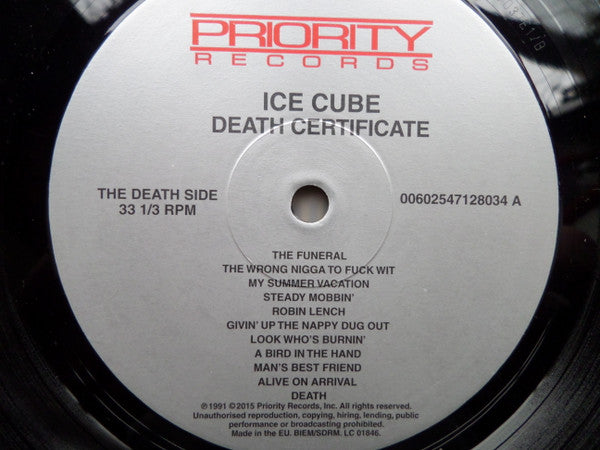 PRIORITY
RECORDS
ICE CUBE
DEATH CERTIFICATE
THE DEATH SIDE
33 1/3 RPM
00602547128034 A
THE FUNERAL
THE WRONG NIGGA TO FUCK WIT
MY SUMMER VACATION
STEADY MOBBIN'
ROBIN LENCH
GIVIN' UP THE NAPPY DUG OUT
LOOK WHO'S BURNIN'
A BIRD IN THE HAND
MAN'S BEST FRIEND
ALIVE ON ARRIVAL
DEATH
℗ 1991 © 2015 Priority Records, Inc. All rights reserved.
Unauthorised reproduction, copying, hiring, lending, public
performance or broadcasting prohibited.
Made in the EU. BIEM/SDRM. LC 01846.